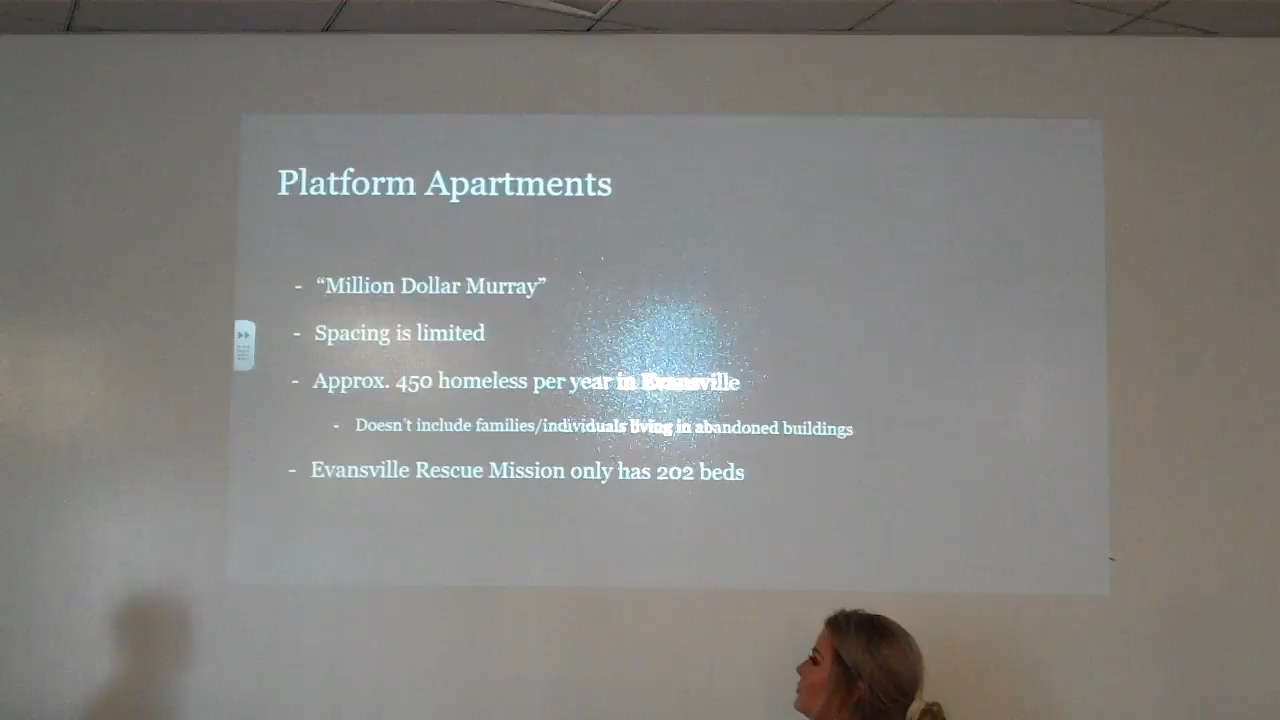 Platform Apartments
- “Million Dollar Murray”
- Spacing is limited
- Approx. 450 homeless per year in Evansville
- Doesn't include families/individuals living in abandoned buildings
- Evansville Rescue Mission only has 202 beds